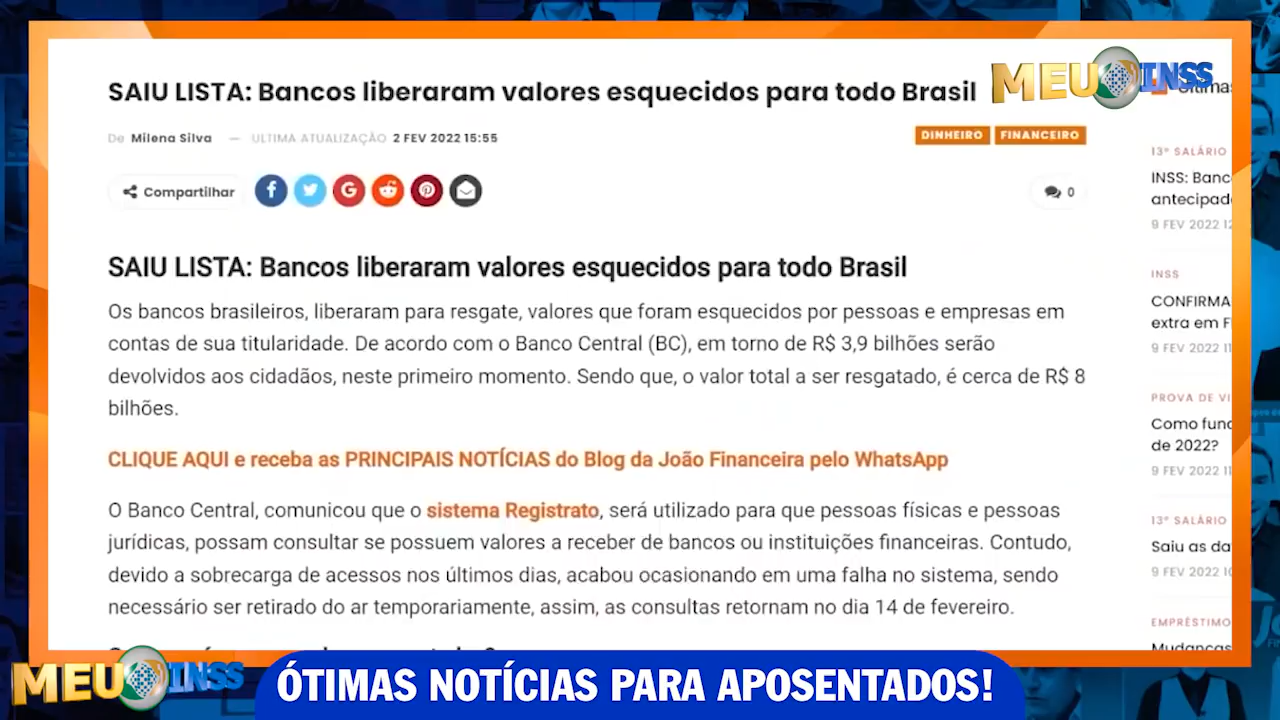 SAIU LISTA: Bancos liberaram valores esquecidos para todo Brasil
MEU INSS
De Milena Silva — ULTIMA ATUALIZAÇÃO 2 FEV 2022 15:55
DINHEIRO FINANCEIRO
Compartilhar
0
SAIU LISTA: Bancos liberaram valores esquecidos para todo Brasil
Os bancos brasileiros, liberaram para resgate, valores que foram esquecidos por pessoas e empresas em
contas de sua titularidade. De acordo com o Banco Central (BC), em torno de R$ 3,9 bilhões serão
devolvidos aos cidadãos, neste primeiro momento. Sendo que, o valor total a ser resgatado, é cerca de R$ 8
bilhões.
CLIQUE AQUI e receba as PRINCIPAIS NOTÍCIAS do Blog da João Financeira pelo WhatsApp
O Banco Central, comunicou que o sistema Registrato, será utilizado para que pessoas físicas e pessoas
jurídicas, possam consultar se possuem valores a receber de bancos ou instituições financeiras. Contudo,
devido a sobrecarga de acessos nos últimos dias, acabou ocasionando em uma falha no sistema, sendo
necessário ser retirado do ar temporariamente, assim, as consultas retornam no dia 14 de fevereiro.
13º SALÁRIO
INSS: Banc
antecipad
9 FEV 2022 12
INSS
CONFIRMA
extra em F
9 FEV 2022 11
PROVA DE VI
Como func
de 2022?
9 FEV 2022 11
13º SALÁRIO
Saiu as da
9 FEV 2022 10
EMPRÉSTIMO
Mudanças
MEU INSS
ÓTIMAS NOTÍCIAS PARA APOSENTADOS!